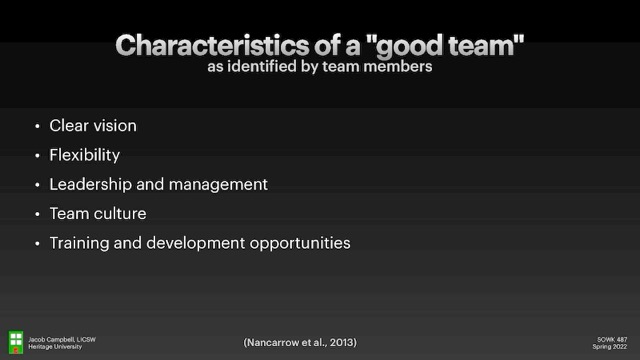 Characteristics of a "good team"
as identified by team members
• Clear vision
• Flexibility
• Leadership and management
• Team culture
• Training and development opportunities
Jacob Campbell, LICSW
Heritage University
(Nancarrow et al., 2013)
SOWK 487
Spring 2022